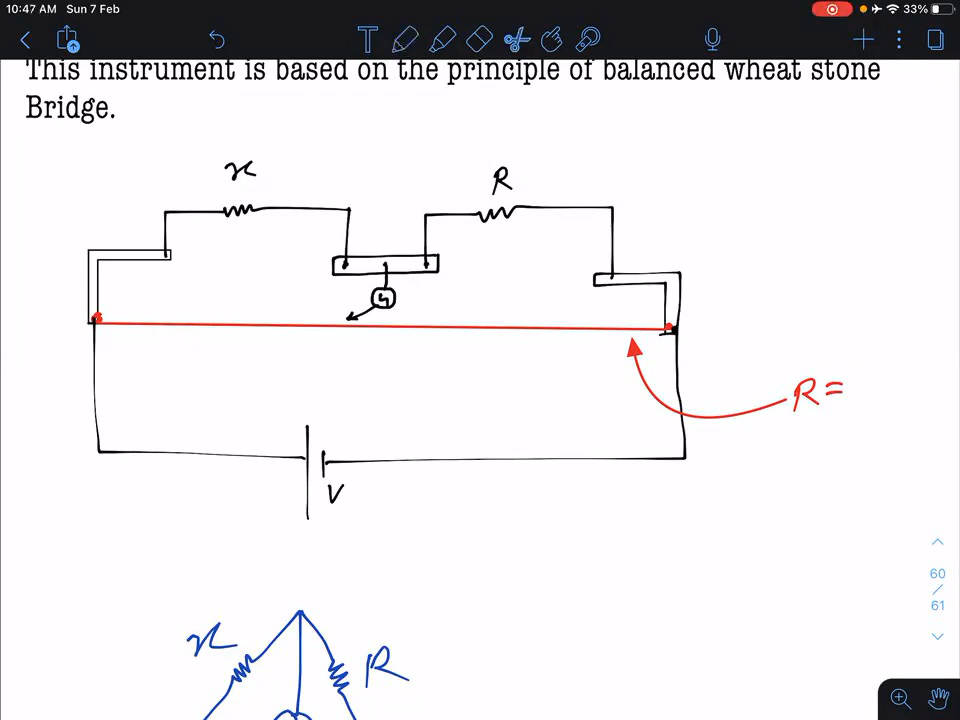 10:47 AM Sun 7 Feb
33%
T
This instrument is based on the principle of balanced wheat stone
Bridge.
x
R
G
R=
V
60
/
61
x
R